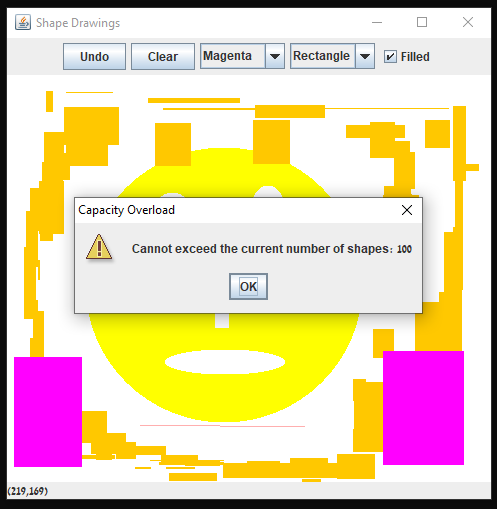 Shape Drawings
Undo Clear Magenta Rectangle Filled
Capacity Overload
Cannot exceed the current number of shapes: 100
OK
(219,169)